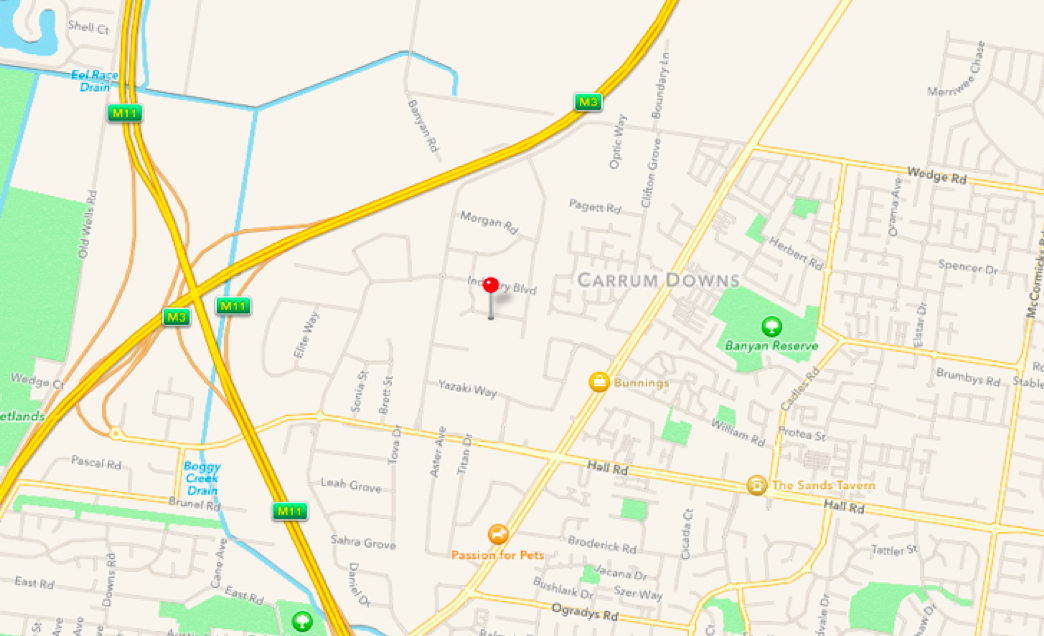 Shell Ct
Eel Race
Drain
M11
M3
Merriwee Chase
Boundary Ln
Banyan Rd
Optic Way
Clifton Grove
Wedge Rd
Old Wells Rd
Orama Ave
Pagett Rd
Morgan Rd
Herbert Rd
Spencer Dr
McCormicks Rd
CARRUM DOWNS
Blvd
M11
M3
Elite Way
Elstar Dr
Banyan Reserve
Wedge Ct
Sonia St
Brett St
Yazaki Way
Bunnings
Cadles Rd
Brumbys Rd
William Rd
Protea St
Tova Dr
Aster Ave
Titan Dr
Pascal Rd
Boggy
Creek
Drain
Hall Rd
The Sands Tavern
Leah Grove
Brunel Rd
M11
Hall Rd
Cicada Ct
Passion for Pets
Sahra Grove
Broderick Rd
Tattler St
Cane Ave
Downs Rd
Daniel Dr
Jacana Dr
East Rd
East Rd
Bushlark Dr
Szer Way
Ogradys Rd